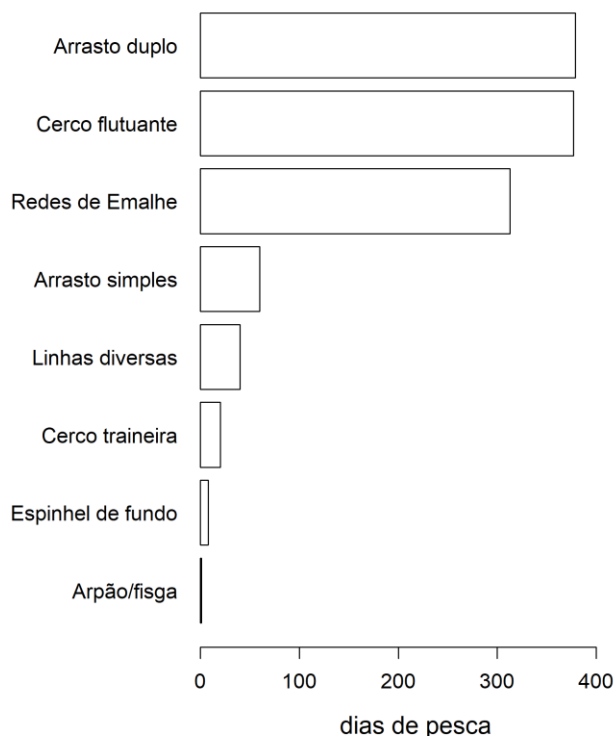 Arrasto duplo
Cerco flutuante
Redes de Emalhe
Arrasto simples
Linhas diversas
Cerco traineira
Espinhel de fundo
Arpão/fisga
0 100 200 300 400
dias de pesca